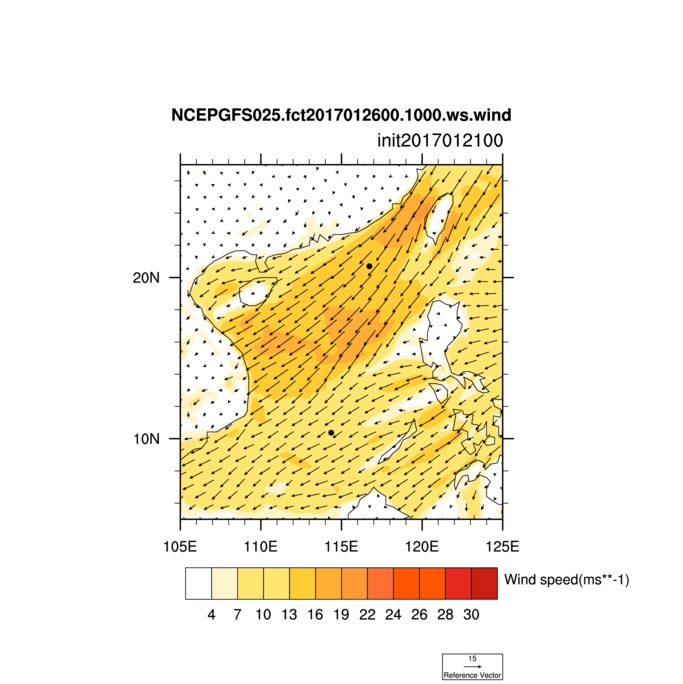 NCEPGFS025.fct2017012600.1000.ws.wind
init2017012100
20N
10N
105E 110E 115E 120E 125E
Wind speed(ms**-1)
4 7 10 13 16 19 22 24 26 28 30
15
Reference Vector